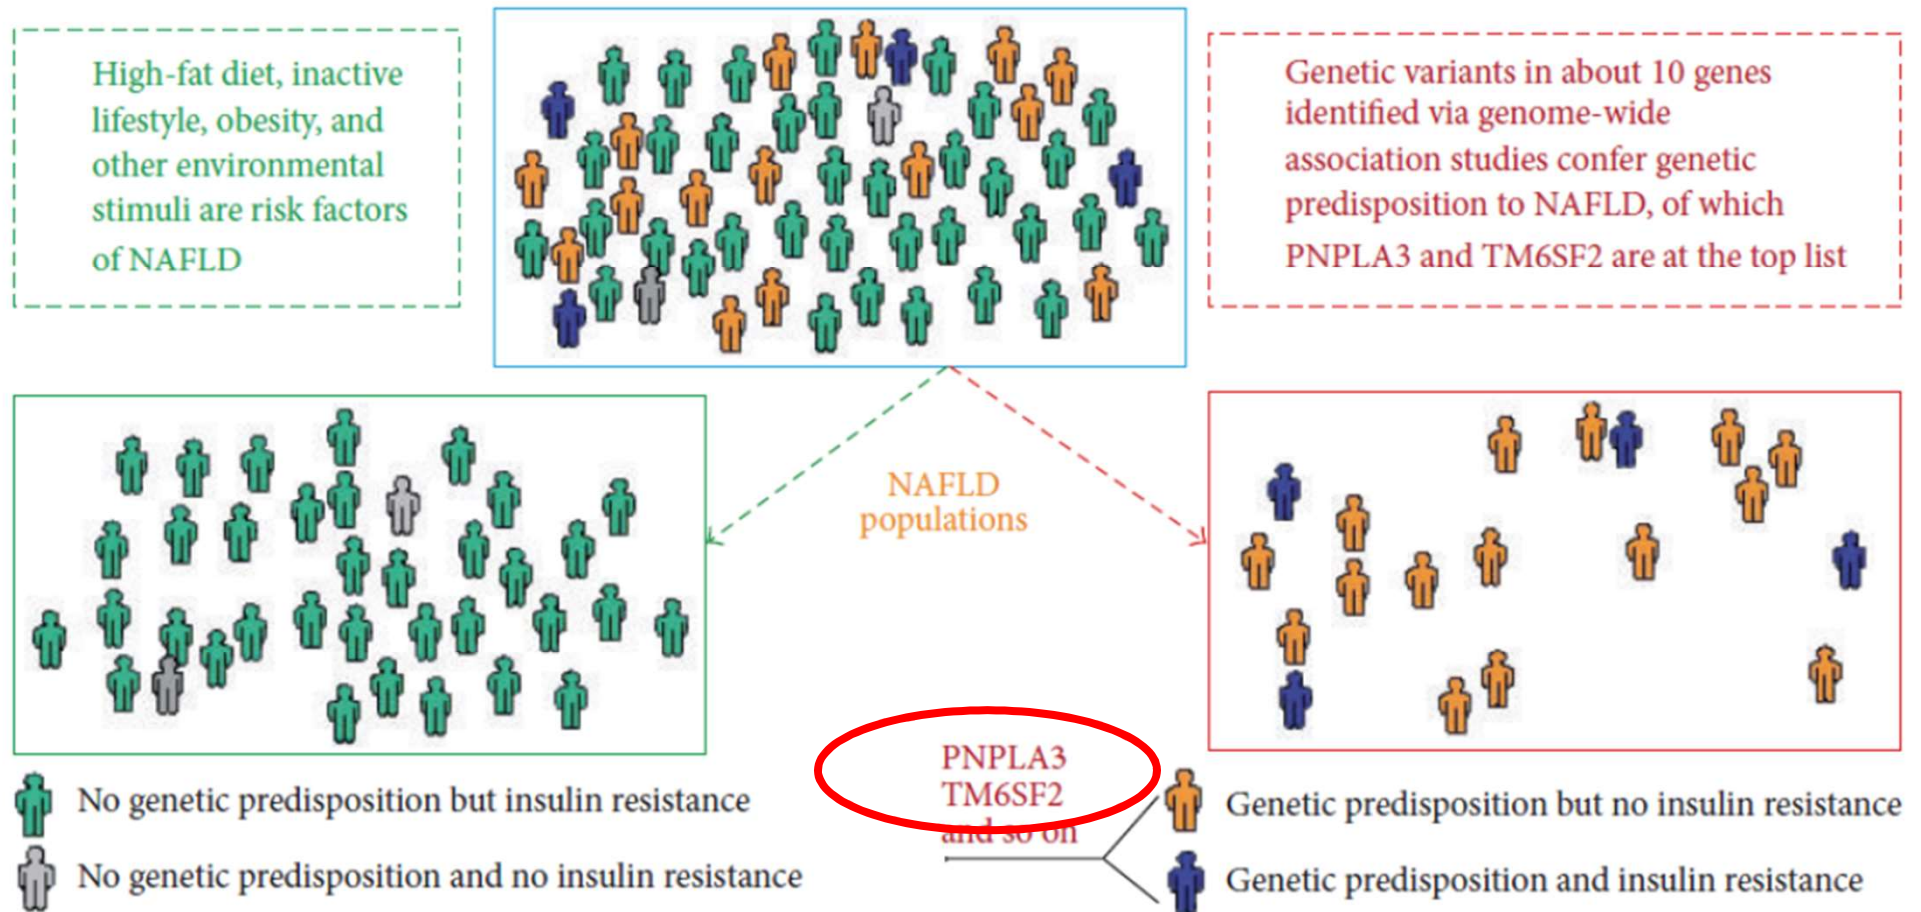 High-fat diet, inactive
lifestyle, obesity, and
other environmental
stimuli are risk factors
of NAFLD
Genetic variants in about 10 genes
identified via genome-wide
association studies confer genetic
predisposition to NAFLD, of which
PNPLA3 and TM6SF2 are at the top list
NAFLD
populations
No genetic predisposition but insulin resistance
No genetic predisposition and no insulin resistance
PNPLA3
TM6SF2
and so on
Genetic predisposition but no insulin resistance
Genetic predisposition and insulin resistance